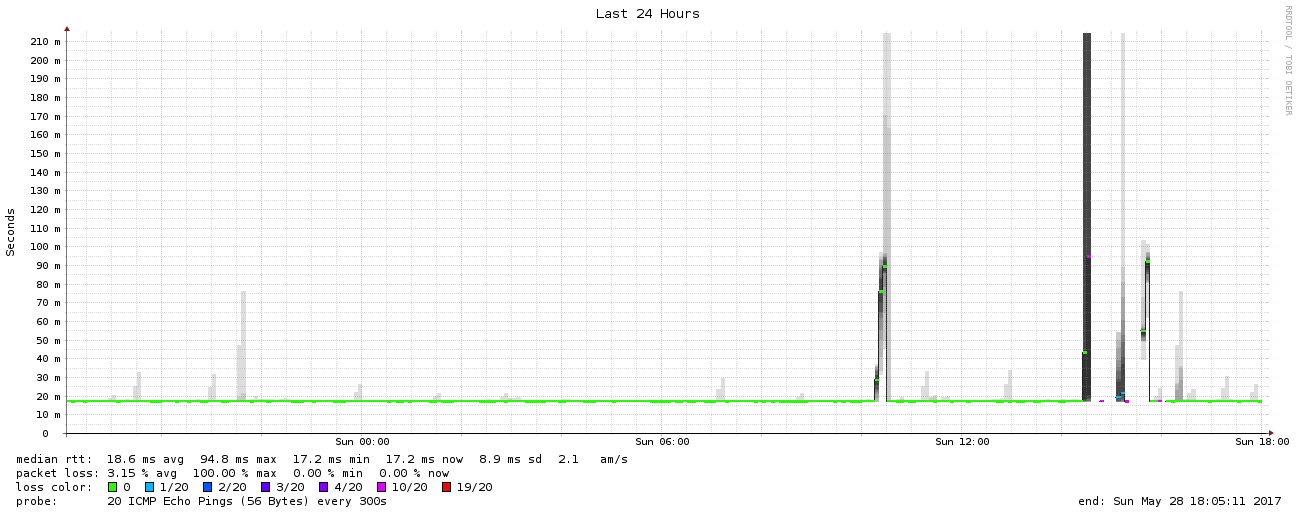 Last 24 Hours
RRDTOOL / TOBI OETIKER
Seconds
210 m
200 m
190 m
180 m
170 m
160 m
150 m
140 m
130 m
120 m
110 m
100 m
90 m
80 m
70 m
60 m
50 m
40 m
30 m
20 m
10 m
0
Sun 00:00 Sun 06:00 Sun 12:00 Sun 18:00
median rtt: 18.6 ms avg 94.8 ms max 17.2 ms min 17.2 ms now 8.9 ms sd 2.1 am/s
packet loss: 3.15 % avg 100.00 % max 0.00 % min 0.00 % now
loss color: 0 1/20 2/20 3/20 4/20 10/20 19/20
probe: 20 ICMP Echo Pings (56 Bytes) every 300s end: Sun May 28 18:05:11 2017